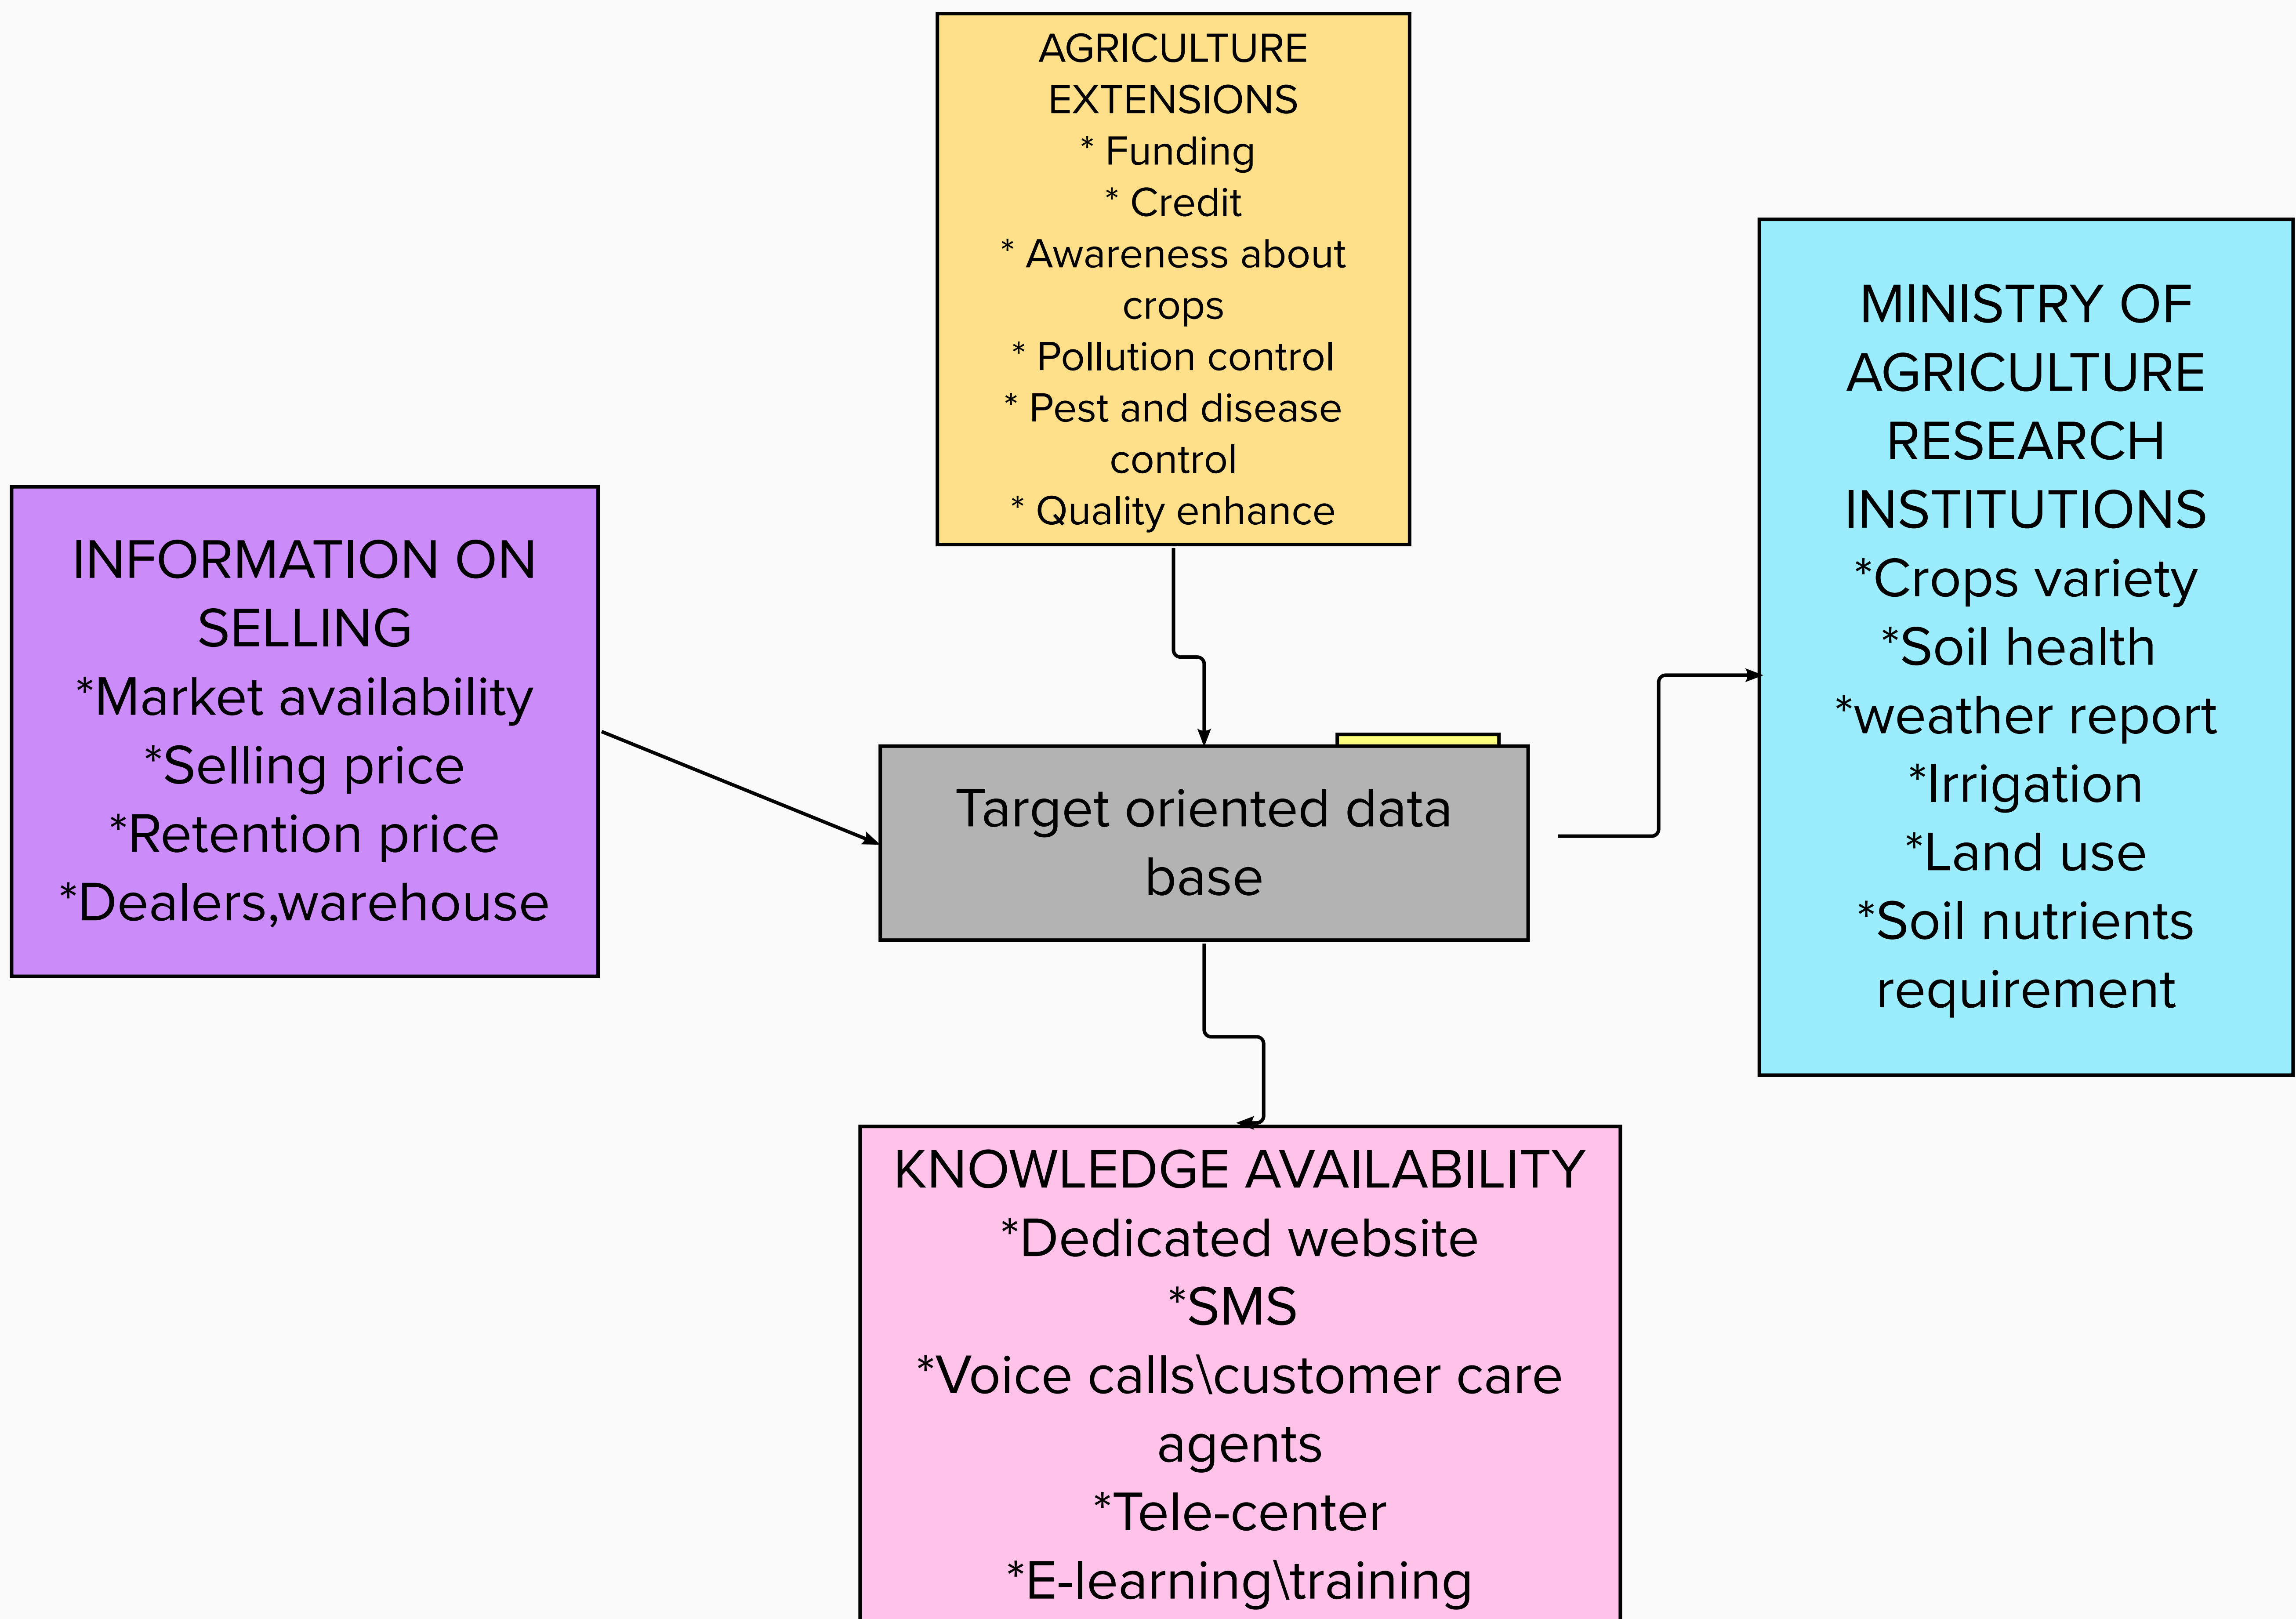 AGRICULTURE
EXTENSIONS
* Funding
* Credit
* Awareness about
crops
* Pollution control
* Pest and disease
control
* Quality enhance
INFORMATION ON
SELLING
*Market availability
*Selling price
*Retention price
*Dealers,warehouse
Target oriented data
base
MINISTRY OF
AGRICULTURE
RESEARCH
INSTITUTIONS
*Crops variety
*Soil health
*weather report
*Irrigation
*Land use
*Soil nutrients
requirement
KNOWLEDGE AVAILABILITY
*Dedicated website
*SMS
*Voice calls\customer care
agents
*Tele-center
*E-learning\training